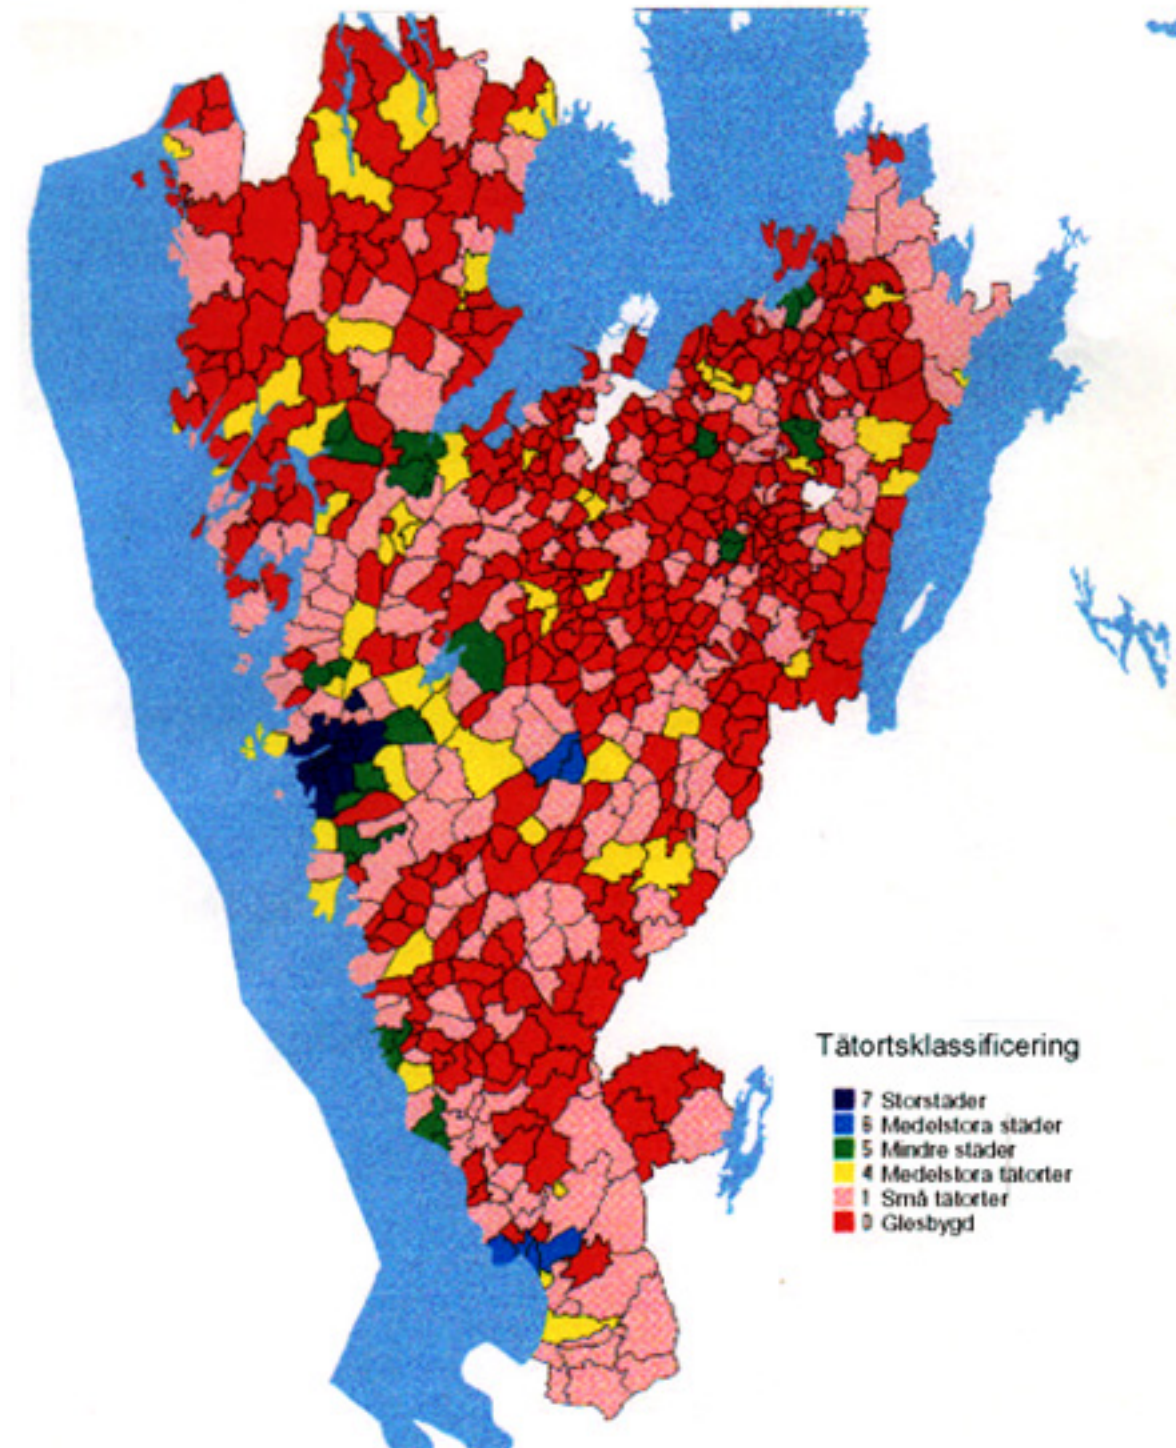 Tätortsklassificering
7 Storstäder
6 Medelstora städer
5 Mindre städer
4 Medelstora tätorter
1 Små tätorter
0 Glesbygd